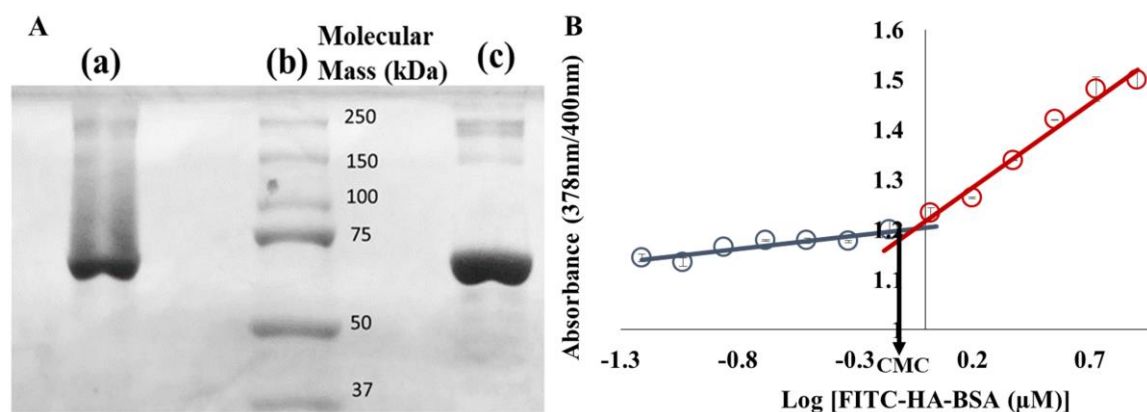 A
(a)
(b)
Molecular
Mass (kDa)
(c)
250
150
100
75
50
37
B
Absorbance (378nm/400nm)
1.6
1.5
1.4
1.3
1.2
1.1
1
-1.3
-0.8
-0.3
0.2
0.7
CMC
Log [FITC-HA-BSA (µM)]